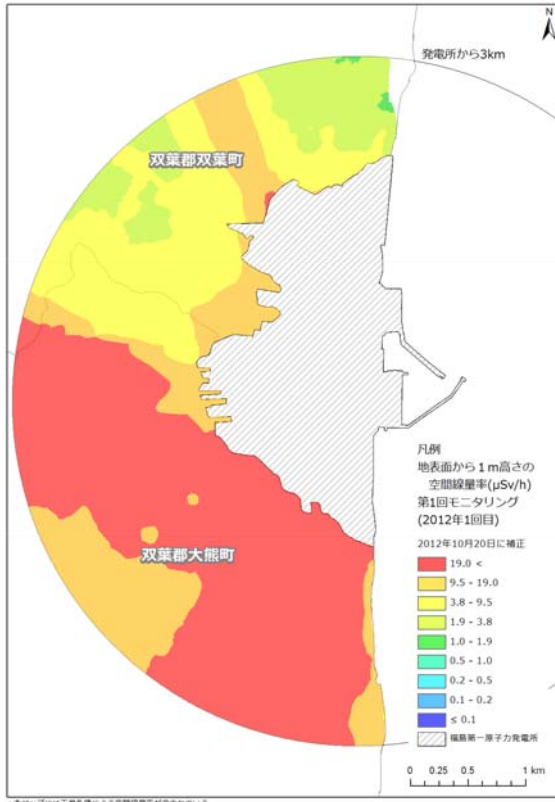 N
発電所から3km
双葉郡双葉町
双葉郡大熊町
凡例
地表面から１m高さの
空間線量率(μSv/h)
第1回モニタリング
(2012年1回目)
2012年10月20日に補正
19.0 <
9.5 - 19.0
3.8 - 9.5
1.9 - 3.8
1.0 - 1.9
0.5 - 1.0
0.2 - 0.5
0.1 - 0.2
≤ 0.1
福島第一原子力発電所
0 0.25 0.5 1 km